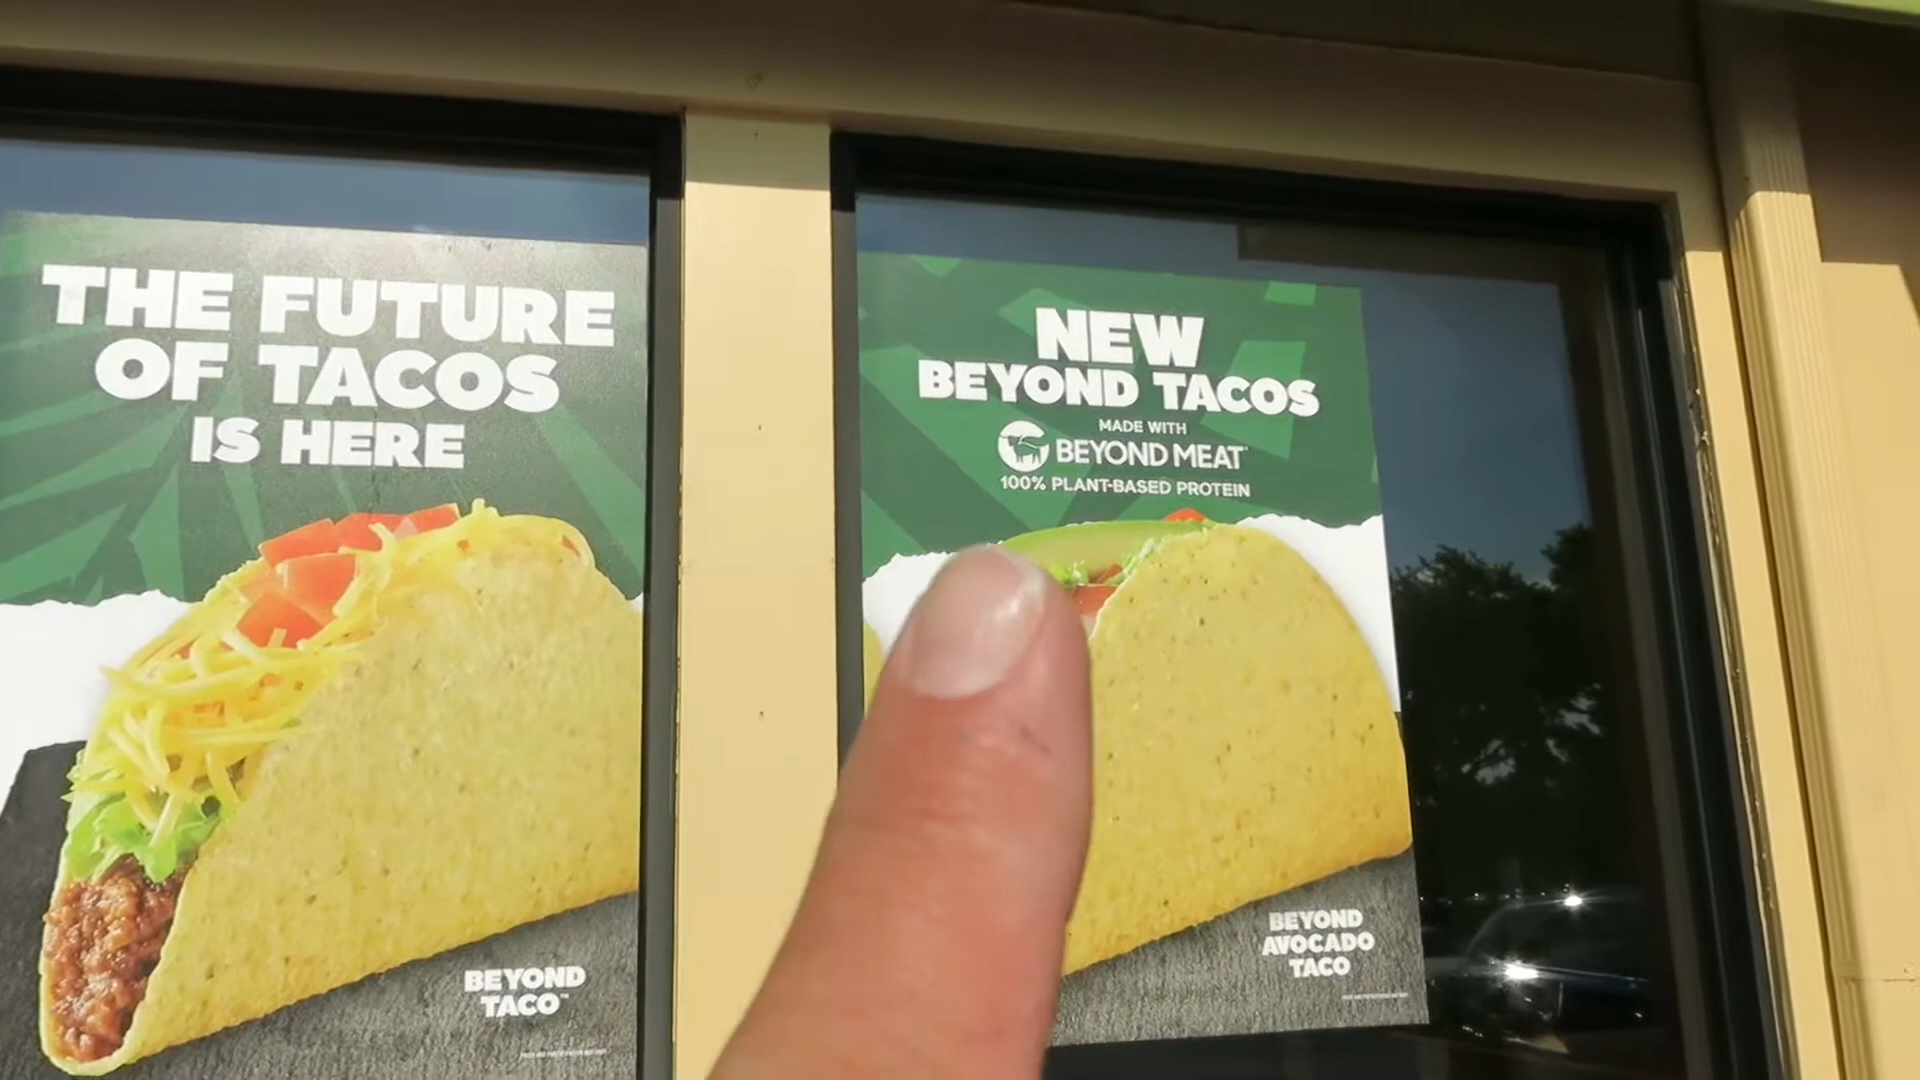 THE FUTURE
OF TACOS
IS HERE
BEYOND
TACO™
NEW
BEYOND TACOS
MADE WITH
BEYOND MEAT
100% PLANT-BASED PROTEIN
BEYOND
AVOCADO
TACO